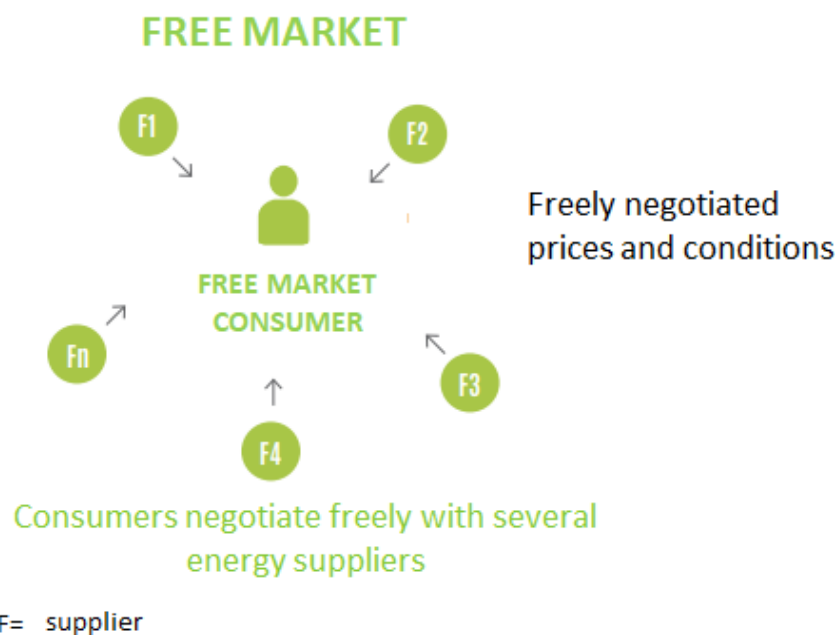 FREE MARKET
F1
F2
Freely negotiated
prices and conditions
FREE MARKET
CONSUMER
Fn
F3
F4
Consumers negotiate freely with several
energy suppliers
F= supplier